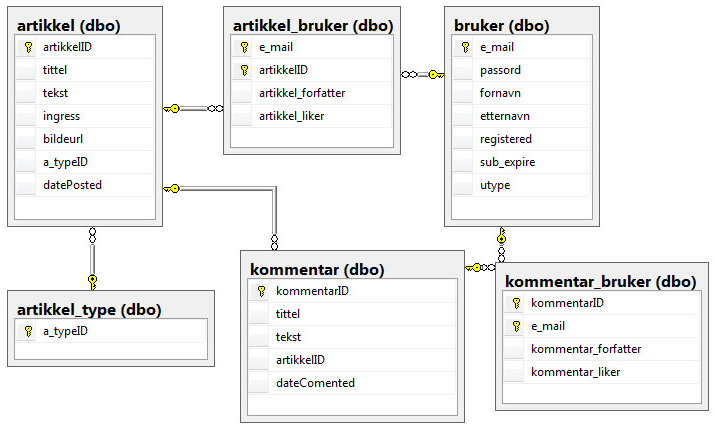 artikkel (dbo)
artikkelID
tittel
tekst
ingress
bildeurl
a_typeID
datePosted
artikkel_bruker (dbo)
e_mail
artikkelID
artikkel_forfatter
artikkel_liker
bruker (dbo)
e_mail
passord
fornavn
etternavn
registered
sub_expire
utype
artikkel_type (dbo)
a_typeID
kommentar (dbo)
kommentarID
tittel
tekst
artikkelID
dateComented
kommentar_bruker (dbo)
kommentarID
e_mail
kommentar_forfatter
kommentar_liker